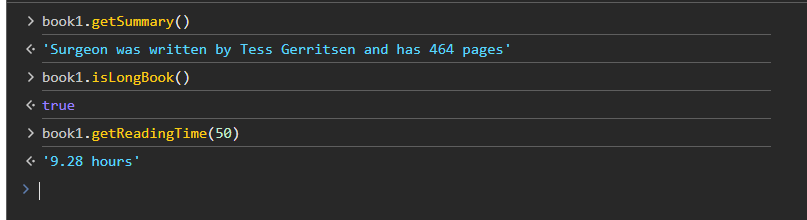 > book1.getSummary()
<· 'Surgeon was written by Tess Gerritsen and has 464 pages'
> book1.isLongBook()
<· true
> book1.getReadingTime(50)
<· '9.28 hours'
>